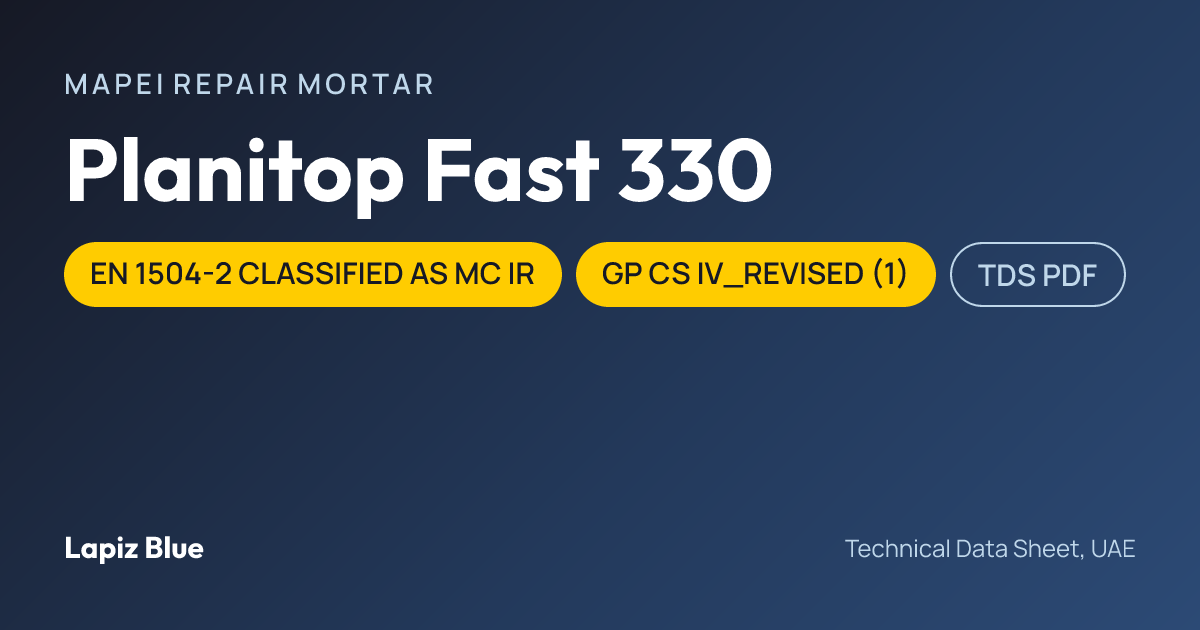 MAPEI REPAIR MORTAR
Planitop Fast 330
EN 1504-2 CLASSIFIED AS MC IR GP CS IV_REVISED (1) TDS PDF
Lapiz Blue Technical Data Sheet, UAE